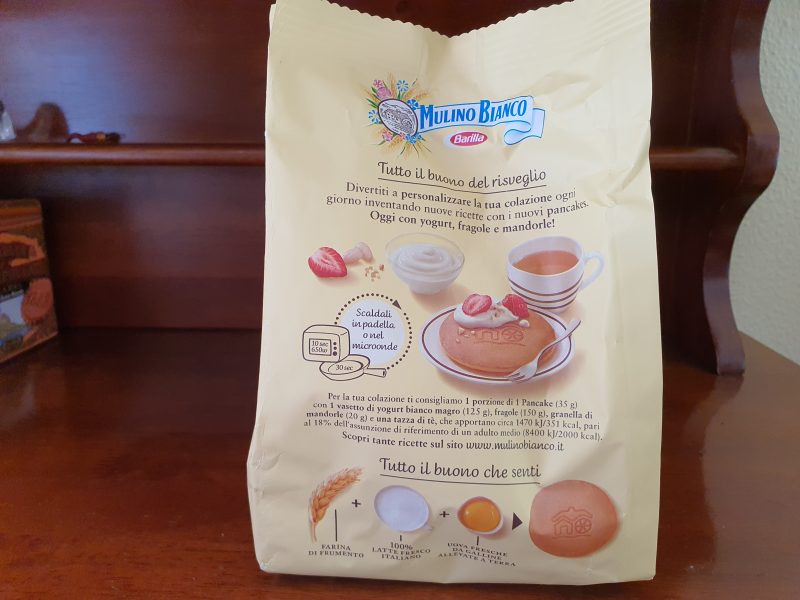 MULINO BIANCO
Barilla
Tutto il buono del risveglio
Divertiti a personalizzare la tua colazione ogni
giorno inventando nuove ricette con i nuovi pancakes.
Oggi con yogurt, fragole e mandorle!
Scaldali
in padella
o nel
microonde
10 sec
650w
30 sec
Per la tua colazione ti consigliamo 1 porzione di 1 Pancake (35 g)
con 1 vasetto di yogurt bianco magro (125 g), fragole (150 g), granella di
mandorle (20 g) e una tazza di tè, che apportano circa 1470 kJ/351 kcal, pari
al 18% dell'assunzione di riferimento di un adulto medio (8400 kJ/2000 kcal).
Scopri tante ricette sul sito www.mulinobianco.it
Tutto il buono che senti
+ +
FARINA
DI FRUMENTO
100%
LATTE FRESCO
ITALIANO
UOVA FRESCHE
DA GALLINE
ALLEVATE A TERRA